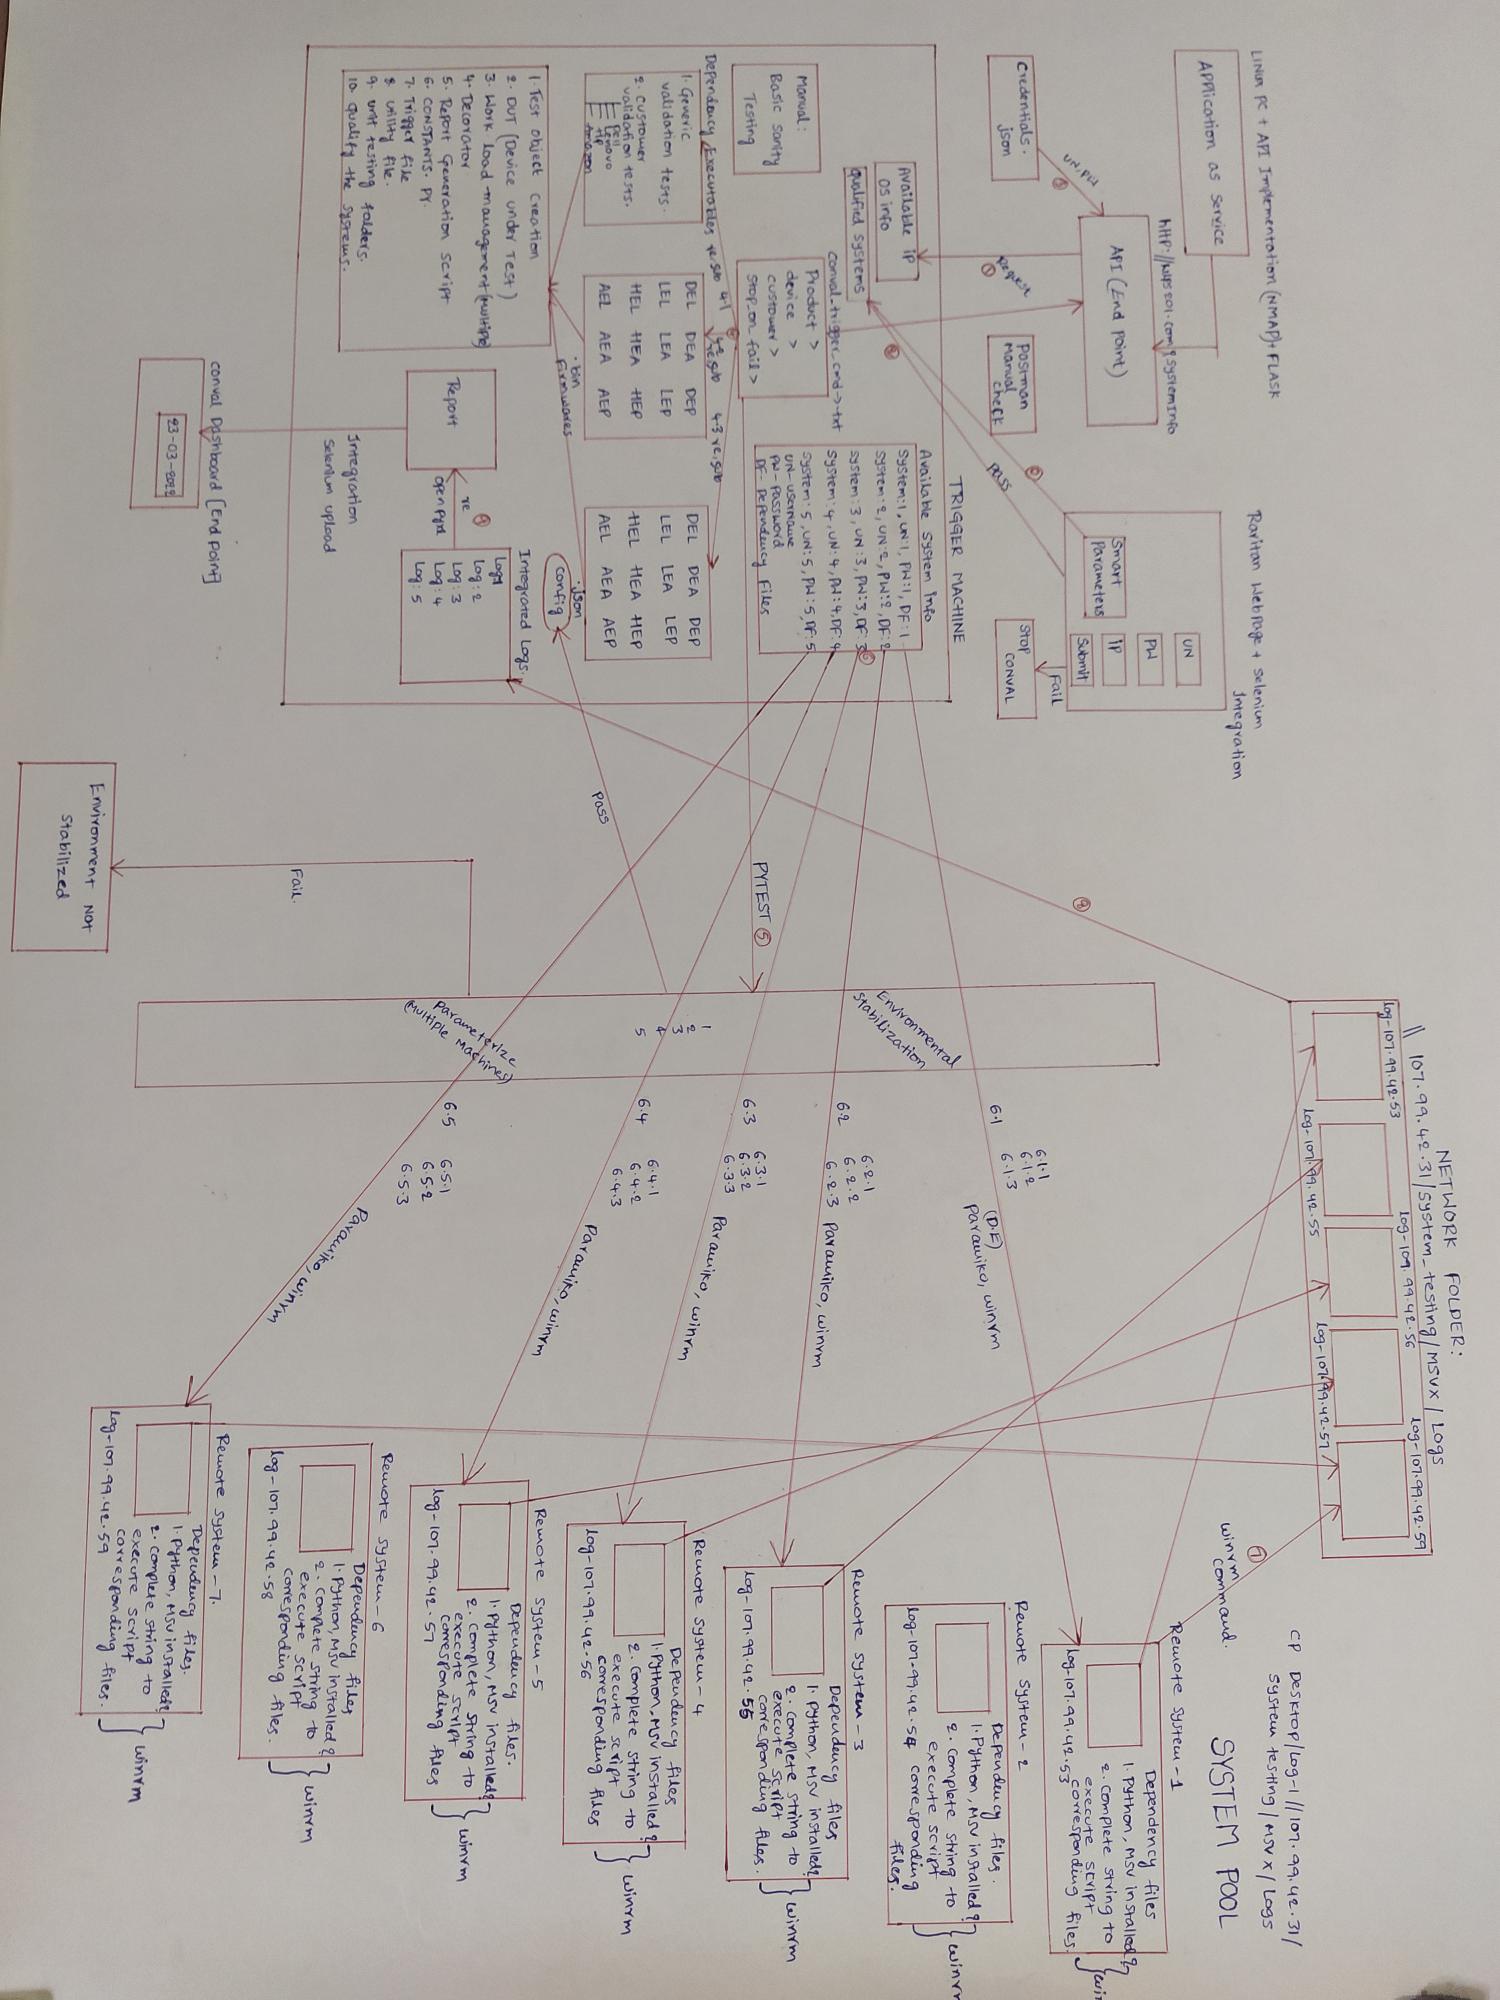 LINUX PC + API Implementation (NMAP) + FLASK
Application as Service
Credentials.
json
UN, PW
API (End Point)
request
Postman
Manual
check
Raritan Webpage + Selenium
Integration
Smart
Parameters
UN
PW
IP
Submit
Fail
Stop
CONVAL
pass
TRIGGER MACHINE
Available IP
OS info
qualified systems
Manual:
Basic sanity
Testing
conval_trigger.cmd->.txt
Product >
device >
customer >
stop_on_fail >
Available System Info
System:1, UN:1, PW:1, DF:1
System:2, UN:2, PW:2, DF:2
System:3, UN:3, PW:3, DF:3
System:4, UN:4, PW:4, DF:4
System:5, UN:5, PW:5, DF:5
UN-username
PW-password
DF-Dependency Files
Dependency Executables re.sub 4.1
4.2 re.sub
4.3 re.sub
1. Generic
validation tests.
2. customer
validation tests.
Dell
Lenovo
HP
Amazon
DEL DEA DEP
LEL LEA LEP
HEL HEA HEP
AEL AEA AEP
.bin
Firmwares
DEL DEA DEP
LEL LEA LEP
HEL HEA HEP
AEL AEA AEP
.json
config
1. Test object creation
2. DUT (Device under Test)
3. Work load-management (multiple)
4. Decorator
5. Report Generation script
6. CONSTANTS.PY.
7. Trigger file
8. utility file.
9. unit testing folders.
10. qualify the systems.
Report
re
openpyxl
Integrated Logs.
Log:2
Log:3
Log:4
Log:5
Integration
Selenium upload
conval Dashboard (End Point)
23-03-2022
pass
PYTEST 5
Fail.
Environment Not
Stabilized
Environmental
Stabilization
1
2
3
4
5
Parameterize
(Multiple Machines)
6.1
6.1.1
6.1.2
6.1.3
(D.F)
Paramiko, winrm
6.2
6.2.1
6.2.2
6.2.3
Paramiko, winrm
6.3
6.3.1
6.3.2
6.3.3
Paramiko, winrm
6.4
6.4.1
6.4.2
6.4.3
Paramiko, winrm
6.5
6.5.1
6.5.2
6.5.3
Paramiko, winrm
NETWORK FOLDER:
\\ 107.99.42.31/system_testing/MSVX/Logs
log-107.99.42.53
log-107.99.42.55
log-107.99.42.56
log-107.99.42.57
log-107.99.42.59
7
winrm
command.
CP Desktop/log-1//107.99.42.31/
system testing/MSVX/Logs
SYSTEM POOL
Remote System-1
log-107.99.42.53
Dependency files
1. Python, MSV installed?
2. complete string to
execute script
corresponding files.
Remote System-2
log-107.99.42.54
Dependency files.
1. Python, MSV installed?
2. complete string to
execute script
corresponding
files.
winrm
Remote System-3
log-107.99.42.55
Dependency files
1. Python, MSV installed?
2. complete string to
execute script
corresponding files.
winrm
Remote System-4
log-107.99.42.56
Dependency files
1. Python, MSV installed?
2. complete string to
execute script
corresponding files
winrm
Remote System-5
log-107.99.42.57
Dependency files.
1. Python, MSV installed?
2. complete string to
execute script
corresponding files
winrm
Remote System-6
log-107.99.42.58
Dependency files
1. Python, MSV installed?
2. complete string to
execute script
corresponding files.
winrm
Remote System-7.
log-107.99.42.59
Dependency files.
1. Python, MSV installed?
2. complete string to
execute script
corresponding files.
winrm